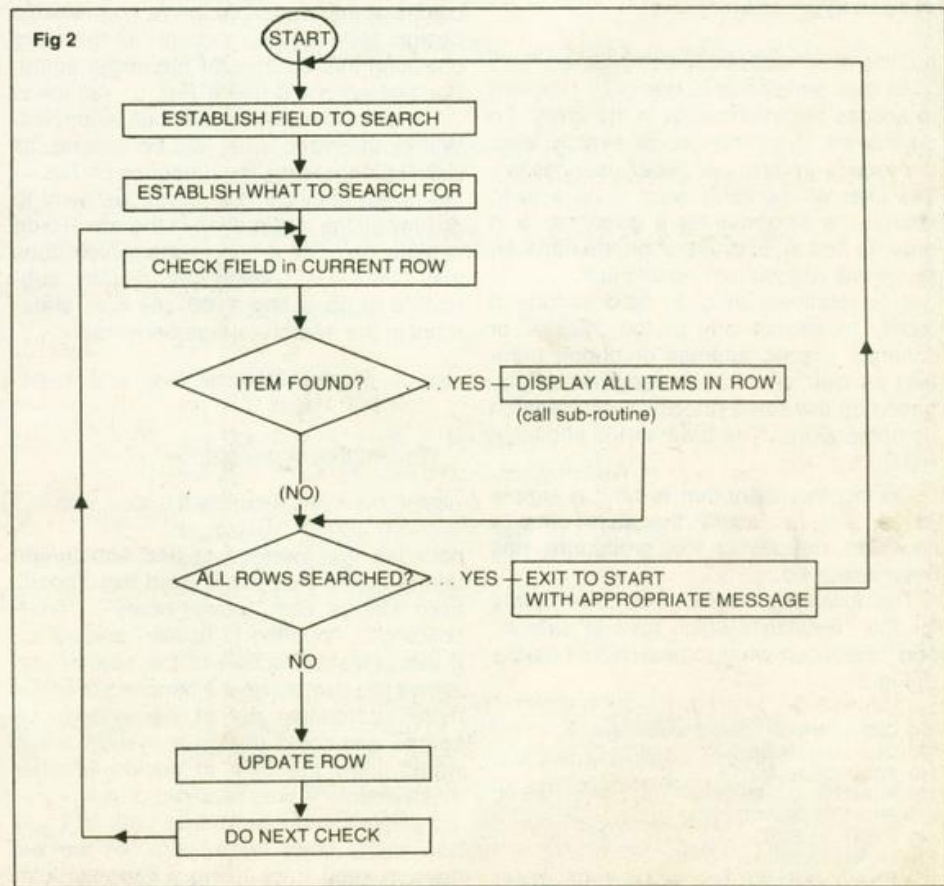 Fig 2
START
ESTABLISH FIELD TO SEARCH
ESTABLISH WHAT TO SEARCH FOR
CHECK FIELD in CURRENT ROW
ITEM FOUND?
YES
DISPLAY ALL ITEMS IN ROW
(call sub-routine)
(NO)
ALL ROWS SEARCHED?
YES
EXIT TO START
WITH APPROPRIATE MESSAGE
NO
UPDATE ROW
DO NEXT CHECK